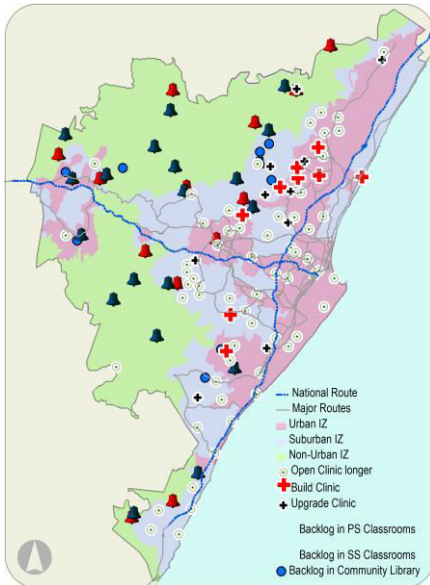 National Route
Major Routes
Urban IZ
Suburban IZ
Non-Urban IZ
Open Clinic longer
Build Clinic
Upgrade Clinic
Backlog in PS Classrooms
Backlog in SS Classrooms
Backlog in Community Library